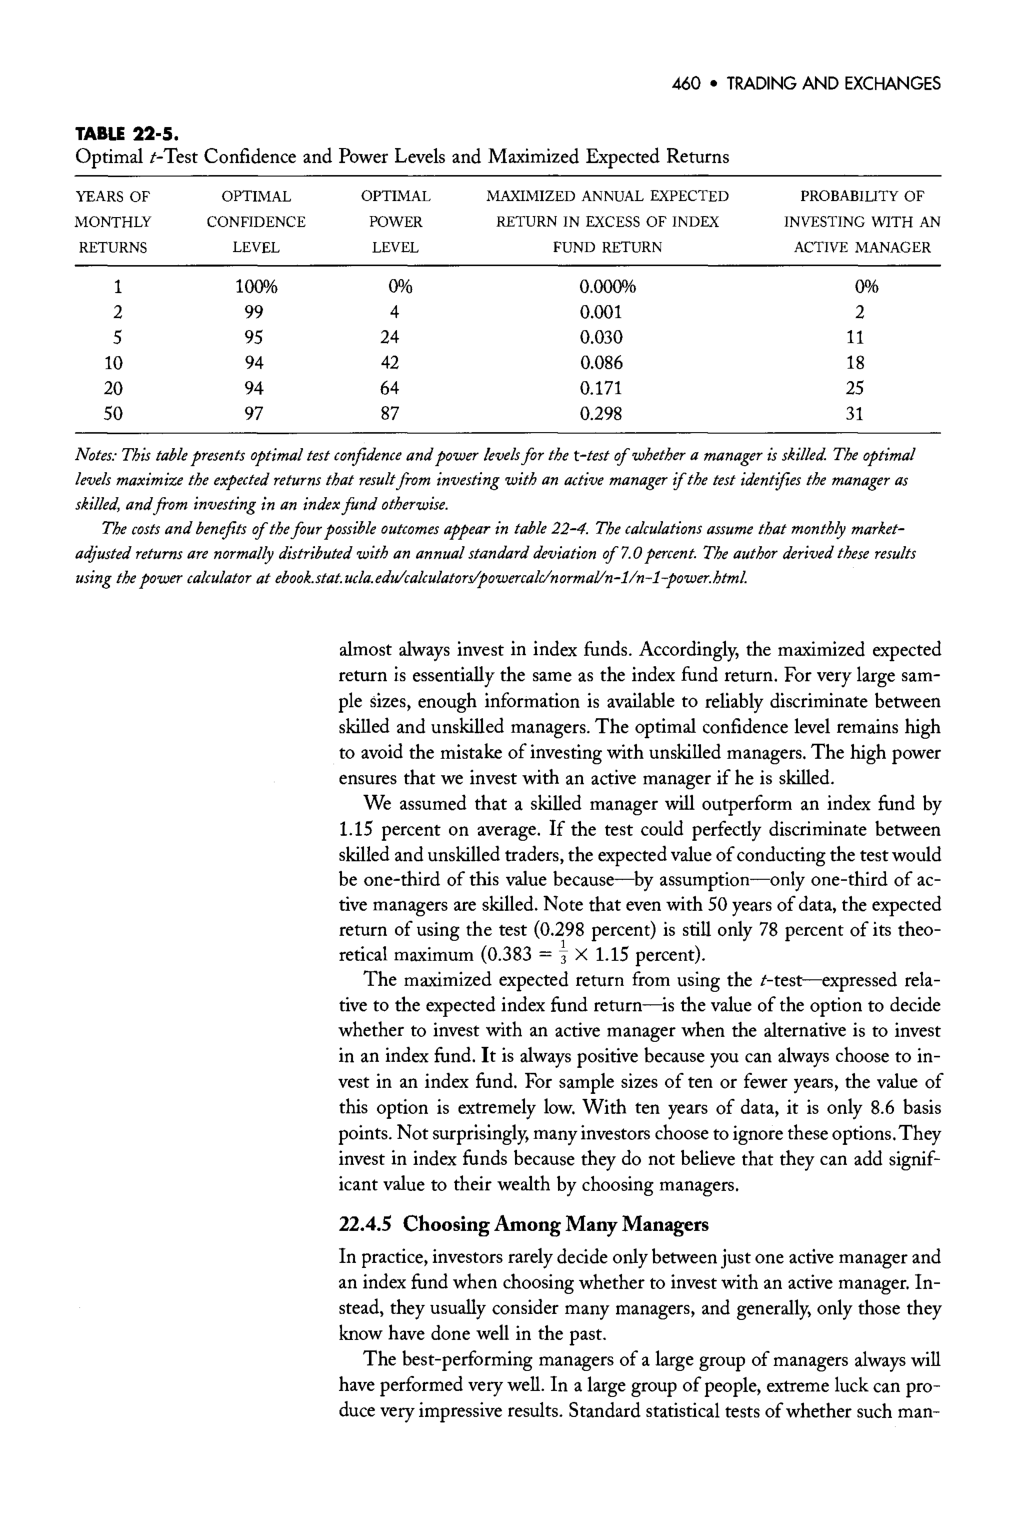 460 • TRADING AND EXCHANGES
TABLE 22-5.
Optimal t-Test Confidence and Power Levels and Maximized Expected Returns
YEARS OF OPTIMAL OPTIMAL MAXIMIZED ANNUAL EXPECTED PROBABILITY OF
MONTHLY CONFIDENCE POWER RETURN IN EXCESS OF INDEX INVESTING WITH AN
RETURNS LEVEL LEVEL FUND RETURN ACTIVE MANAGER
1 100% 0% 0.000% 0%
2 99 4 0.001 2
5 95 24 0.030 11
10 94 42 0.086 18
20 94 64 0.171 25
50 97 87 0.298 31
Notes: This table presents optimal test confidence and power levels for the t-test of whether a manager is skilled. The optimal
levels maximize the expected returns that result from investing with an active manager if the test identifies the manager as
skilled, and from investing in an index fund otherwise.
The costs and benefits of the four possible outcomes appear in table 22-4. The calculations assume that monthly market-
adjusted returns are normally distributed with an annual standard deviation of 7.0 percent. The author derived these results
using the power calculator at ebook.stat.ucla.edu/calculators/powercalc/normal/n-1/n-1-power.html.
almost always invest in index funds. Accordingly, the maximized expected
return is essentially the same as the index fund return. For very large sam-
ple sizes, enough information is available to reliably discriminate between
skilled and unskilled managers. The optimal confidence level remains high
to avoid the mistake of investing with unskilled managers. The high power
ensures that we invest with an active manager if he is skilled.
We assumed that a skilled manager will outperform an index fund by
1.15 percent on average. If the test could perfectly discriminate between
skilled and unskilled traders, the expected value of conducting the test would
be one-third of this value because—by assumption—only one-third of ac-
tive managers are skilled. Note that even with 50 years of data, the expected
return of using the test (0.298 percent) is still only 78 percent of its theo-
retical maximum (0.383 = 1/3 × 1.15 percent).
The maximized expected return from using the t-test—expressed rela-
tive to the expected index fund return—is the value of the option to decide
whether to invest with an active manager when the alternative is to invest
in an index fund. It is always positive because you can always choose to in-
vest in an index fund. For sample sizes of ten or fewer years, the value of
this option is extremely low. With ten years of data, it is only 8.6 basis
points. Not surprisingly, many investors choose to ignore these options. They
invest in index funds because they do not believe that they can add signif-
icant value to their wealth by choosing managers.
22.4.5 Choosing Among Many Managers
In practice, investors rarely decide only between just one active manager and
an index fund when choosing whether to invest with an active manager. In-
stead, they usually consider many managers, and generally, only those they
know have done well in the past.
The best-performing managers of a large group of managers always will
have performed very well. In a large group of people, extreme luck can pro-
duce very impressive results. Standard statistical tests of whether such man-